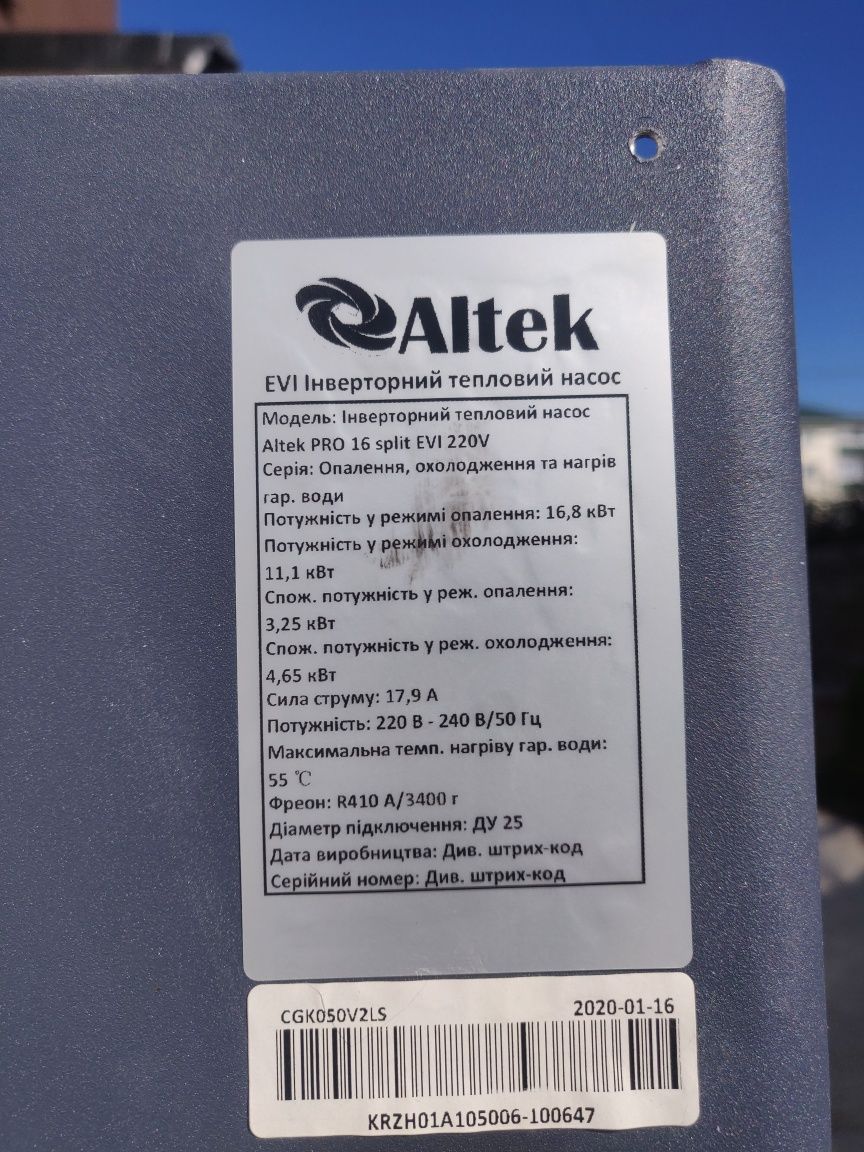 Altek
EVI Інверторний тепловий насос
Модель: Інверторний тепловий насос
Altek PRO 16 split EVI 220V
Серія: Опалення, охолодження та нагрів
гар. води
Потужність у режимі опалення: 16,8 кВт
Потужність у режимі охолодження:
11,1 кВт
Спож. потужність у реж. опалення:
3,25 кВт
Спож. потужність у реж. охолодження:
4,65 кВт
Сила струму: 17,9 А
Потужність: 220 В - 240 В/50 Гц
Максимальна темп. нагріву гар. води:
55 ℃
Фреон: R410 A/3400 г
Діаметр підключення: ДУ 25
Дата виробництва: Див. штрих-код
Серійний номер: Див. штрих-код
CGK050V2LS 2020-01-16
KRZH01A105006-100647